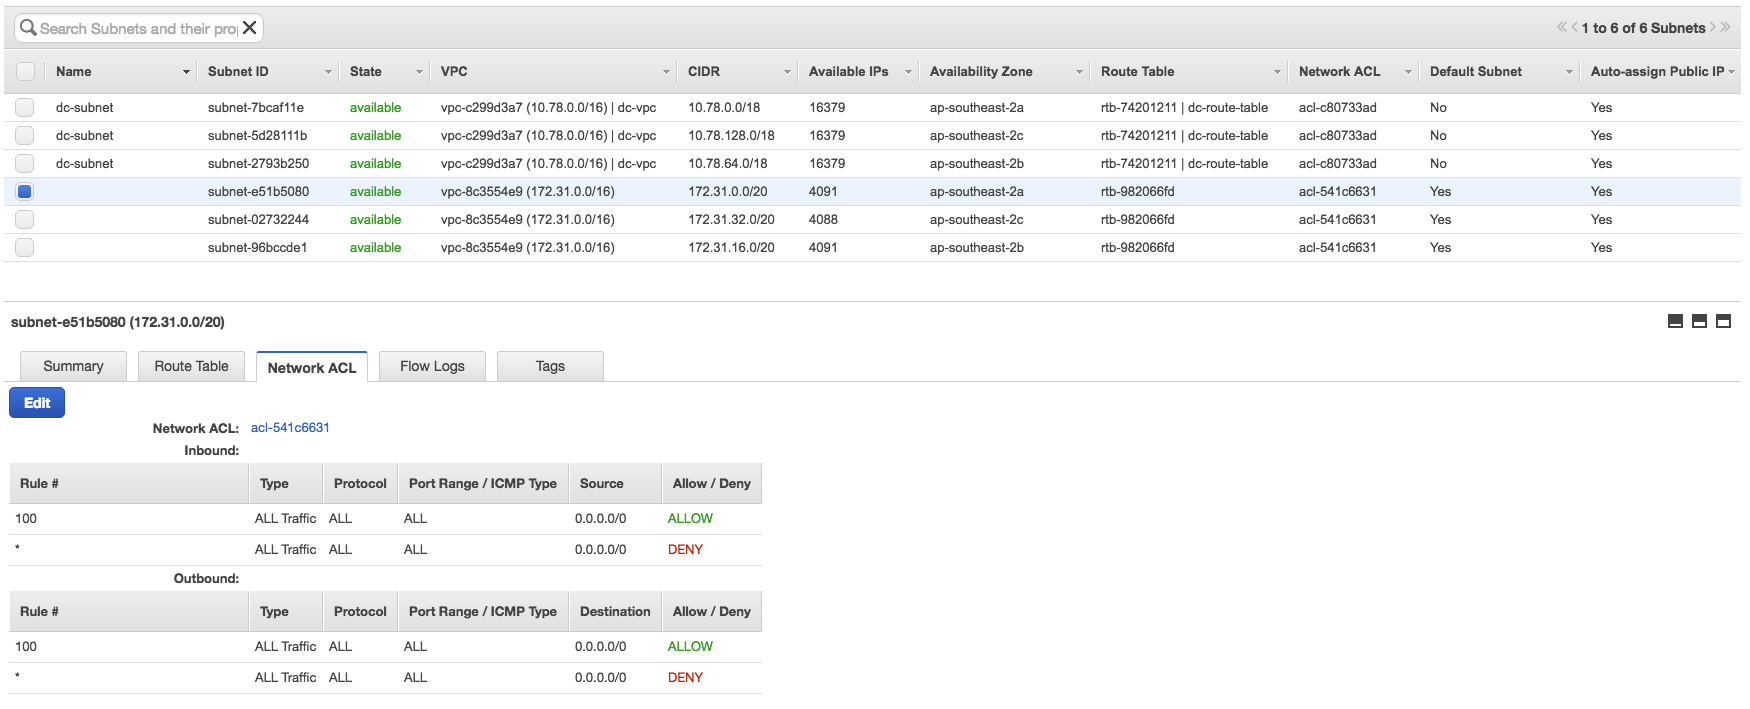 Search Subnets and their pro
1 to 6 of 6 Subnets
Name Subnet ID State VPC CIDR Available IPs Availability Zone Route Table Network ACL Default Subnet Auto-assign Public IP
dc-subnet subnet-7bcaf11e available vpc-c299d3a7 (10.78.0.0/16) | dc-vpc 10.78.0.0/18 16379 ap-southeast-2a rtb-74201211 | dc-route-table acl-c80733ad No Yes
dc-subnet subnet-5d28111b available vpc-c299d3a7 (10.78.0.0/16) | dc-vpc 10.78.128.0/18 16379 ap-southeast-2c rtb-74201211 | dc-route-table acl-c80733ad No Yes
dc-subnet subnet-2793b250 available vpc-c299d3a7 (10.78.0.0/16) | dc-vpc 10.78.64.0/18 16379 ap-southeast-2b rtb-74201211 | dc-route-table acl-c80733ad No Yes
subnet-e51b5080 available vpc-8c3554e9 (172.31.0.0/16) 172.31.0.0/20 4091 ap-southeast-2a rtb-982066fd acl-541c6631 Yes Yes
subnet-02732244 available vpc-8c3554e9 (172.31.0.0/16) 172.31.32.0/20 4088 ap-southeast-2c rtb-982066fd acl-541c6631 Yes Yes
subnet-96bccde1 available vpc-8c3554e9 (172.31.0.0/16) 172.31.16.0/20 4091 ap-southeast-2b rtb-982066fd acl-541c6631 Yes Yes
subnet-e51b5080 (172.31.0.0/20)
Summary Route Table Network ACL Flow Logs Tags
Edit
Network ACL: acl-541c6631
Inbound:
Rule # Type Protocol Port Range / ICMP Type Source Allow / Deny
100 ALL Traffic ALL ALL 0.0.0.0/0 ALLOW
* ALL Traffic ALL ALL 0.0.0.0/0 DENY
Outbound:
Rule # Type Protocol Port Range / ICMP Type Destination Allow / Deny
100 ALL Traffic ALL ALL 0.0.0.0/0 ALLOW
* ALL Traffic ALL ALL 0.0.0.0/0 DENY